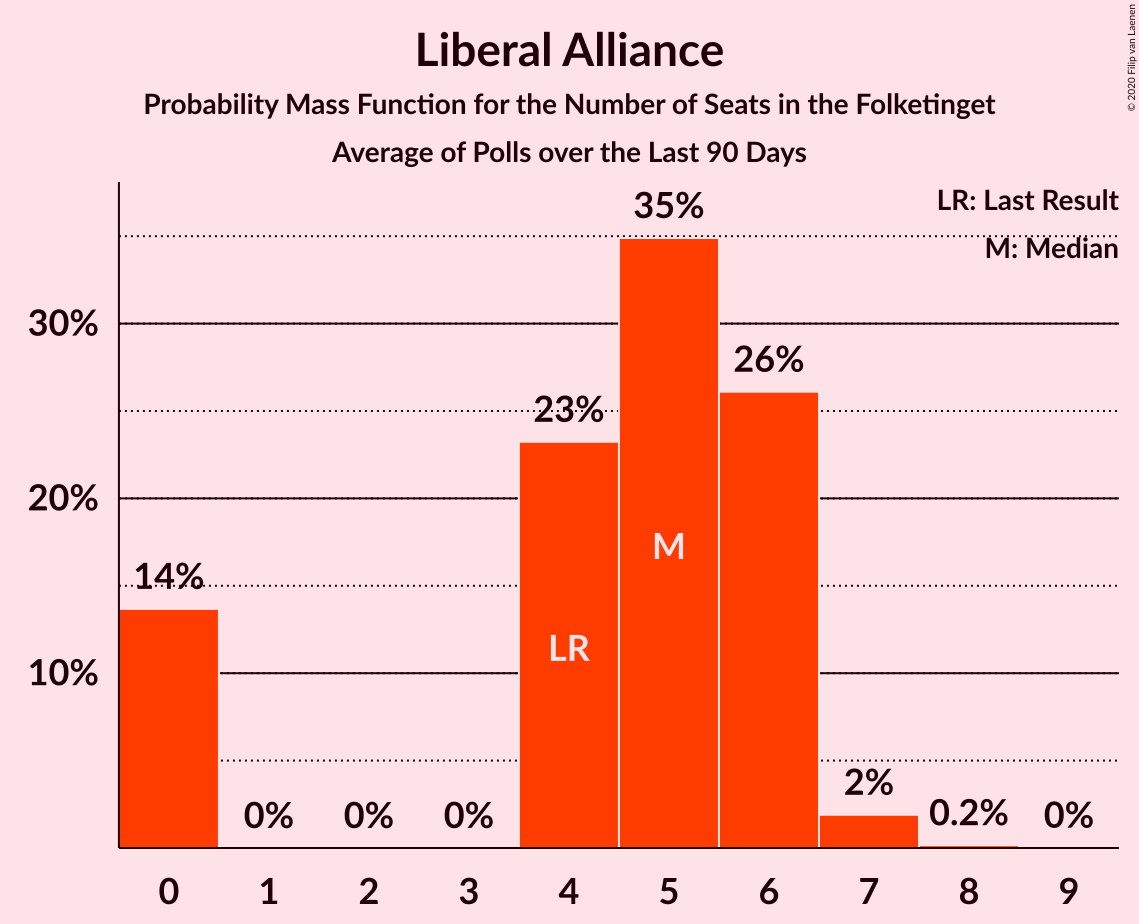 Liberal Alliance
Probability Mass Function for the Number of Seats in the Folketinget
Average of Polls over the Last 90 Days
© 2020 Filip van Laenen
LR: Last Result
M: Median
35%
30%
26%
23%
20%
M
14%
LR
10%
0%
0%
0%
2%
0.2%
0%
0
1
2
3
4
5
6
7
8
9